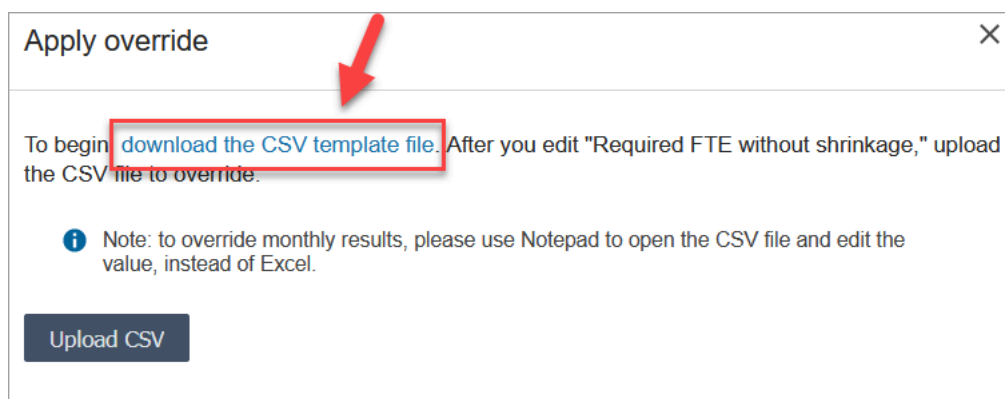 Apply override
To begin, download the CSV template file. After you edit "Required FTE without shrinkage," upload
the CSV file to override.
Note: to override monthly results, please use Notepad to open the CSV file and edit the
value, instead of Excel.
Upload CSV